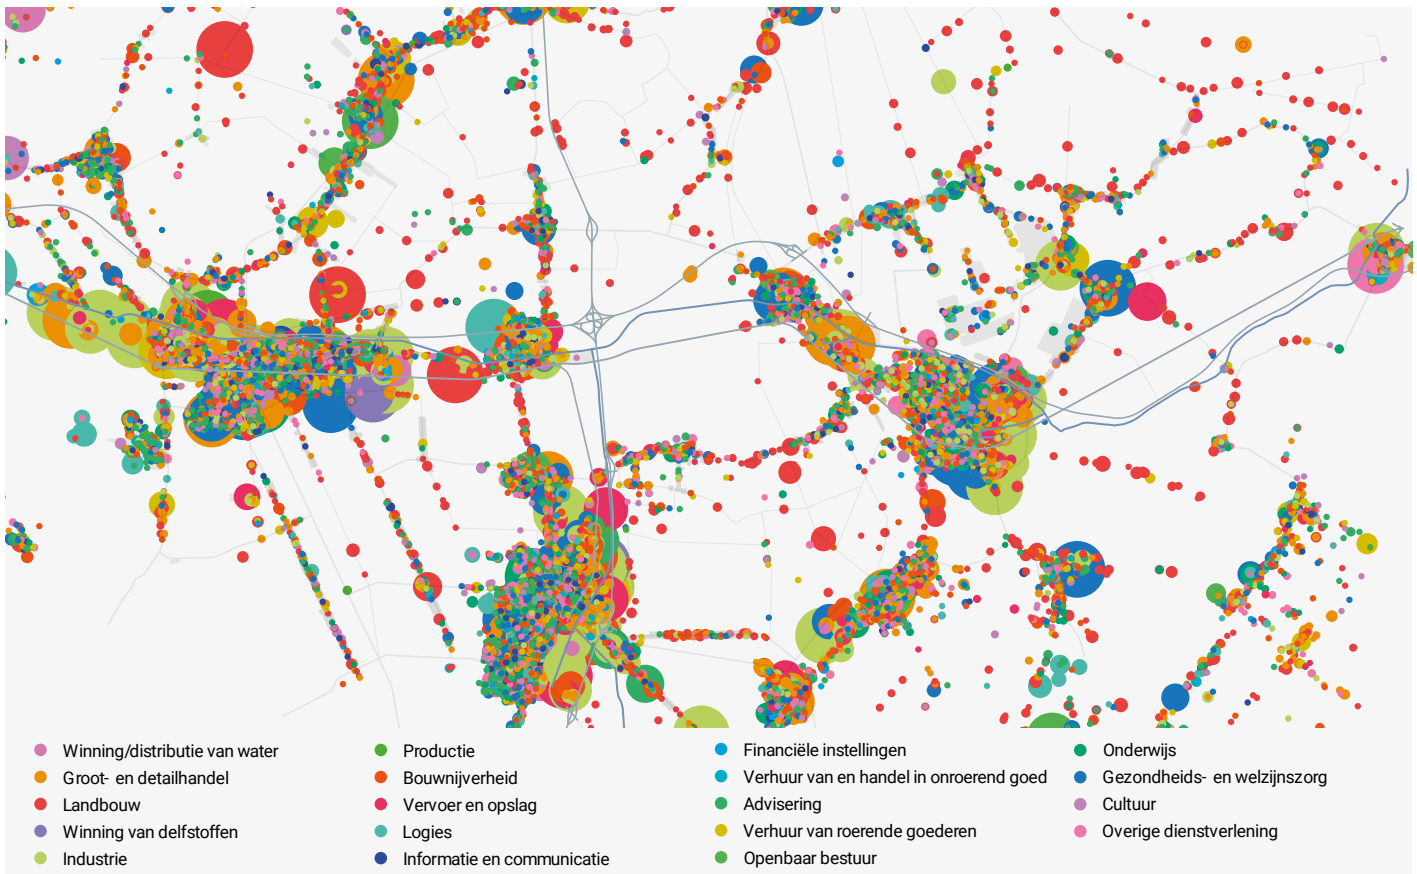 Winning/distributie van water
Groot- en detailhandel
Landbouw
Winning van delfstoffen
Industrie
Productie
Bouwnijverheid
Vervoer en opslag
Logies
Informatie en communicatie
Financiële instellingen
Verhuur van en handel in onroerend goed
Advisering
Verhuur van roerende goederen
Openbaar bestuur
Onderwijs
Gezondheids- en welzijnszorg
Cultuur
Overige dienstverlening